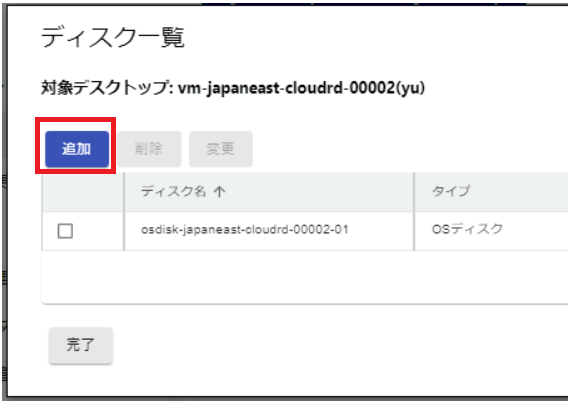 ディスク一覧
対象デスクトップ: vm-japaneast-cloudrd-00002(yu)
追加 削除 変更
ディスク名 ↑ タイプ
osdisk-japaneast-cloudrd-00002-01 OSディスク
完了